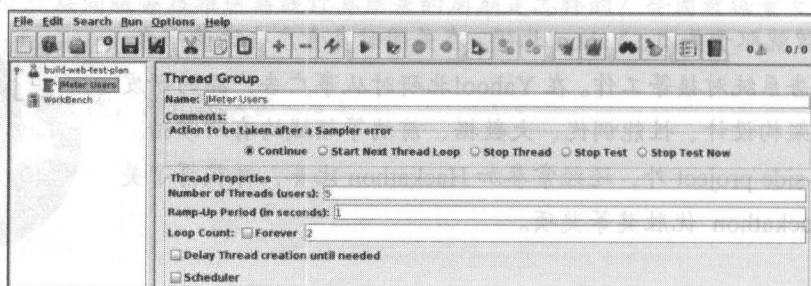 File Edit Search Run Options Help
0 0 / 0
build-web-test-plan
JMeter Users
WorkBench
Thread Group
Name: JMeter Users
Comments:
Action to be taken after a Sampler error
Continue Start Next Thread Loop Stop Thread Stop Test Stop Test Now
Thread Properties
Number of Threads (users): 5
Ramp-Up Period (in seconds): 1
Loop Count: Forever 2
Delay Thread creation until needed
Scheduler